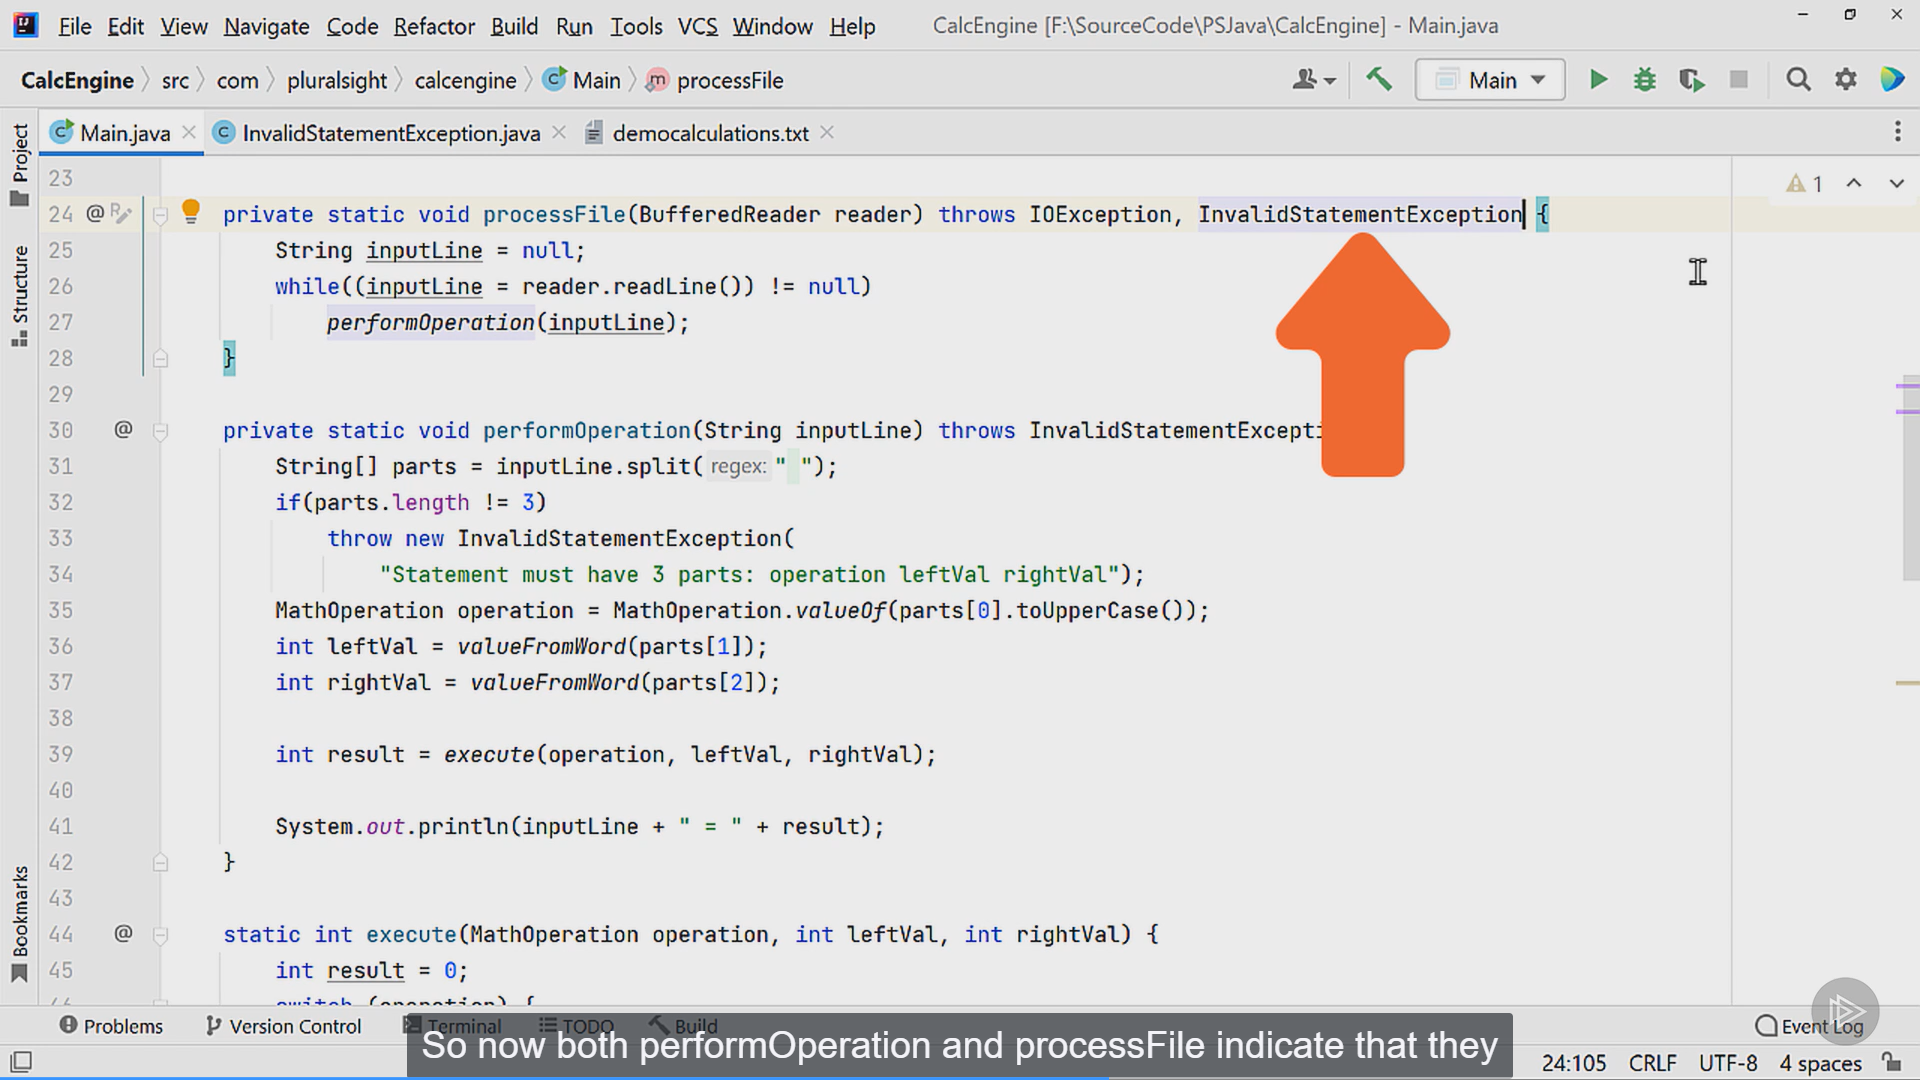 File Edit View Navigate Code Refactor Build Run Tools VCS Window Help CalcEngine [F:\SourceCode\PSJava\CalcEngine] - Main.java
CalcEngine src com pluralsight calcengine Main processFile Main
Main.java InvalidStatementException.java democalculations.txt
Project
Structure
Bookmarks
1
23
24 private static void processFile(BufferedReader reader) throws IOException, InvalidStatementException {
25 String inputLine = null;
26 while((inputLine = reader.readLine()) != null)
27 performOperation(inputLine);
28 }
29
30 @ private static void performOperation(String inputLine) throws
31 String[] parts = inputLine.split( regex: " ");
32 if(parts.length != 3)
33 throw new InvalidStatementException(
34 "Statement must have 3 parts: operation leftVal rightVal");
35 MathOperation operation = MathOperation.valueOf(parts[0].toUpperCase());
36 int leftVal = valueFromWord(parts[1]);
37 int rightVal = valueFromWord(parts[2]);
38
39 int result = execute(operation, leftVal, rightVal);
40
41 System.out.println(inputLine + " = " + result);
42 }
43
44 @ static int execute(MathOperation operation, int leftVal, int rightVal) {
45 int result = 0;
Problems Version Control Terminal TODO Build Event Log
So now both performOperation and processFile indicate that they
24:105 CRLF UTF-8 4 spaces